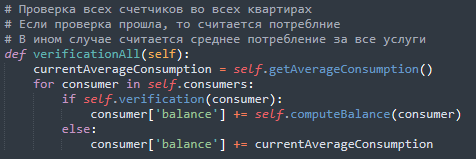 # Проверка всех счетчиков во всех квартирах
# Если проверка прошла, то считается потребление
# В ином случае считается среднее потребление за все услуги
def verificationAll(self):
    currentAverageConsumption = self.getAverageConsumption()
    for consumer in self.consumers:
        if self.verification(consumer):
            consumer['balance'] += self.computeBalance(consumer)
        else:
            consumer['balance'] += currentAverageConsumption